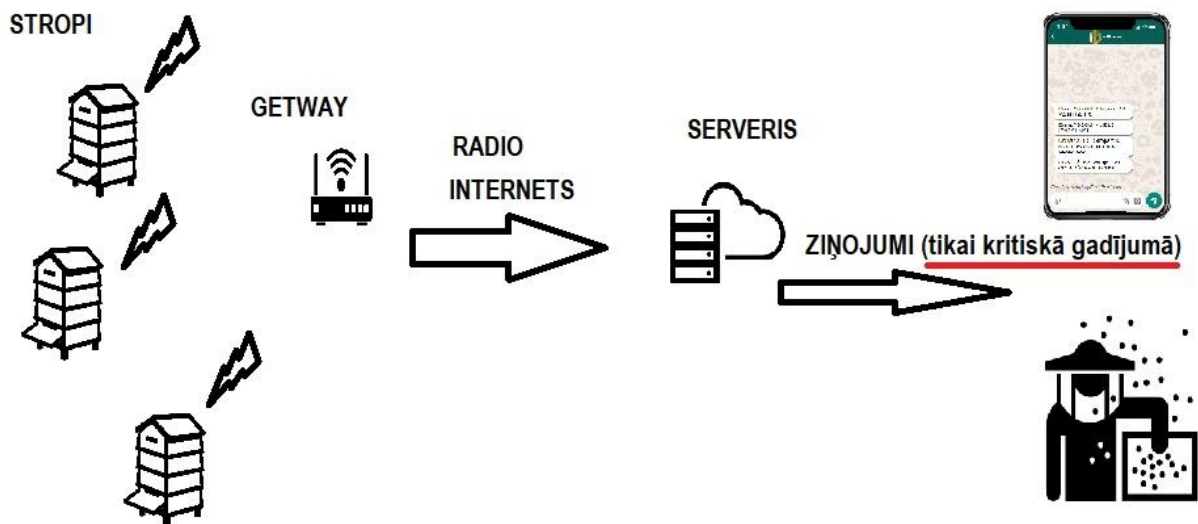 STROPI
GETWAY
RADIO
INTERNETS
SERVERIS
ZIŅOJUMI (tikai kritiskā gadījumā)